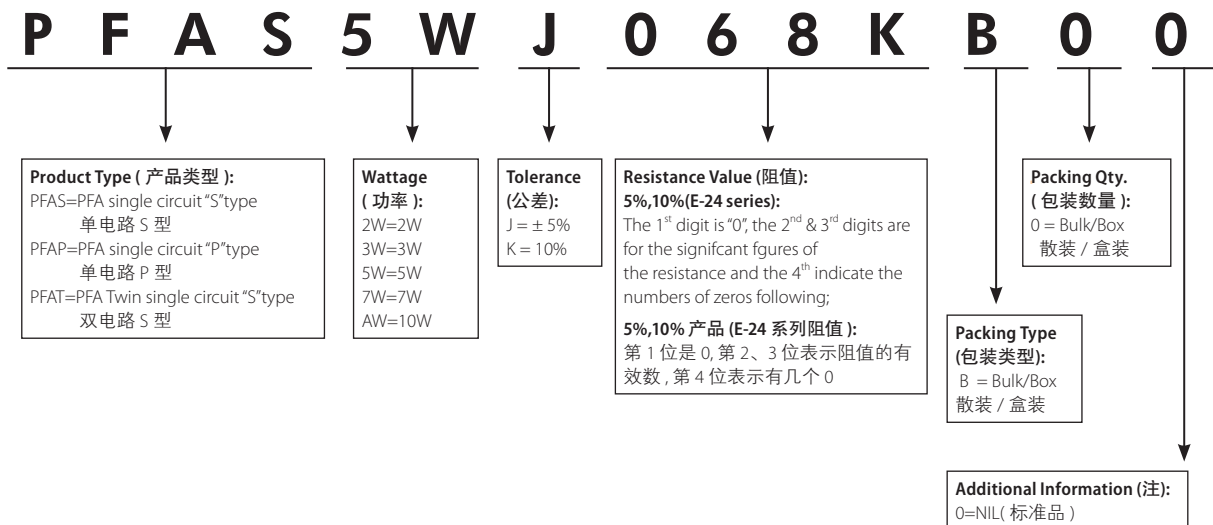 P F A S 5 W J 0 6 8 K B 0 0
Product Type ( 产品类型 ):
PFAS=PFA single circuit “S”type
单电路 S 型
PFAP=PFA single circuit “P”type
单电路 P 型
PFAT=PFA Twin single circuit “S”type
双电路 S 型
Wattage
( 功率 ):
2W=2W
3W=3W
5W=5W
7W=7W
AW=10W
Tolerance
(公差):
J = ± 5%
K = 10%
Resistance Value (阻值):
5%,10%(E-24 series):
The 1st digit is “0”, the 2nd & 3rd digits are
for the signifcant fgures of
the resistance and the 4th indicate the
numbers of zeros following;
5%,10% 产品 (E-24 系列阻值 ):
第 1 位是 0, 第 2、3 位表示阻值的有
效数 , 第 4 位表示有几个 0
Packing Type
(包装类型):
B = Bulk/Box
散装 / 盒装
Packing Qty.
( 包装数量 ):
0 = Bulk/Box
散装 / 盒装
Additional Information (注):
0=NIL( 标准品 )